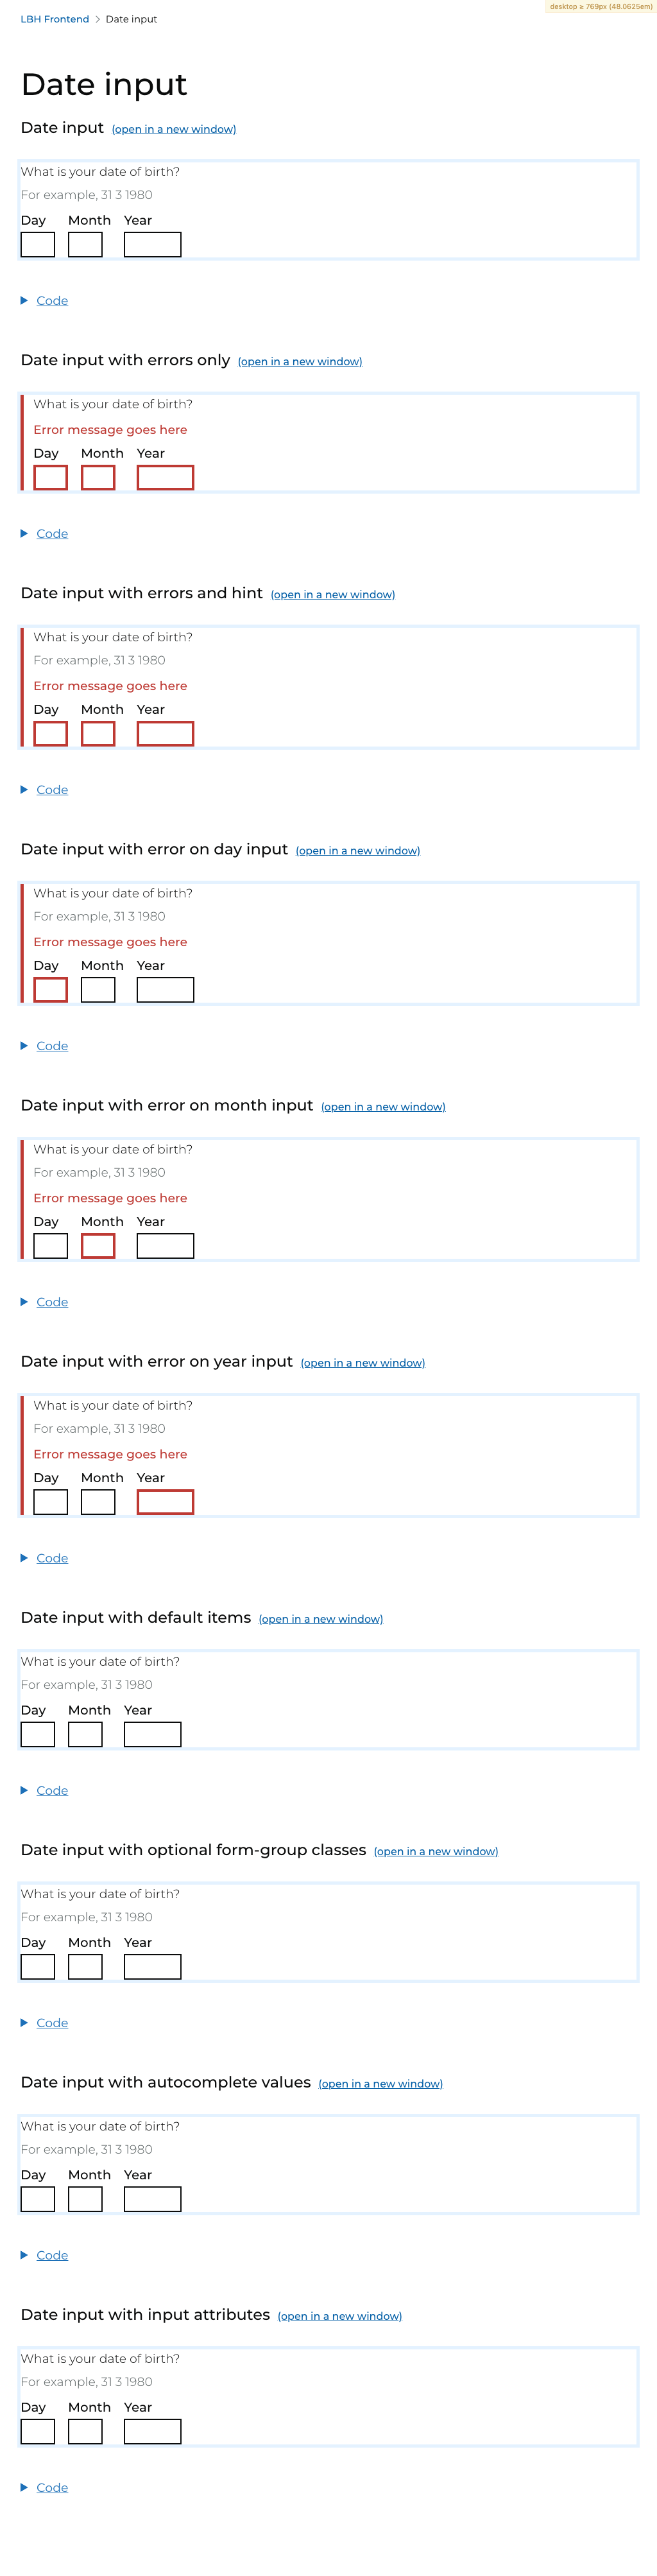 desktop ≥ 769px (48.0625em)
LBH Frontend > Date input
Date input
Date input (open in a new window)
What is your date of birth?
For example, 31 3 1980
Day Month Year
Code
Date input with errors only (open in a new window)
What is your date of birth?
Error message goes here
Day Month Year
Code
Date input with errors and hint (open in a new window)
What is your date of birth?
For example, 31 3 1980
Error message goes here
Day Month Year
Code
Date input with error on day input (open in a new window)
What is your date of birth?
For example, 31 3 1980
Error message goes here
Day Month Year
Code
Date input with error on month input (open in a new window)
What is your date of birth?
For example, 31 3 1980
Error message goes here
Day Month Year
Code
Date input with error on year input (open in a new window)
What is your date of birth?
For example, 31 3 1980
Error message goes here
Day Month Year
Code
Date input with default items (open in a new window)
What is your date of birth?
For example, 31 3 1980
Day Month Year
Code
Date input with optional form-group classes (open in a new window)
What is your date of birth?
For example, 31 3 1980
Day Month Year
Code
Date input with autocomplete values (open in a new window)
What is your date of birth?
For example, 31 3 1980
Day Month Year
Code
Date input with input attributes (open in a new window)
What is your date of birth?
For example, 31 3 1980
Day Month Year
Code